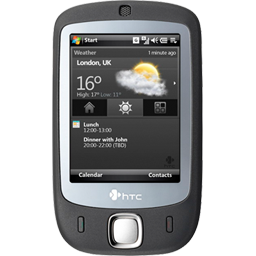 Start
Weather
1 minute ago
London, UK
16°
High: 17° Low: 11°
Lunch
12:00-13:00
Dinner with John
20:00-22:00 (TBD)
Calendar
Contacts
hTC